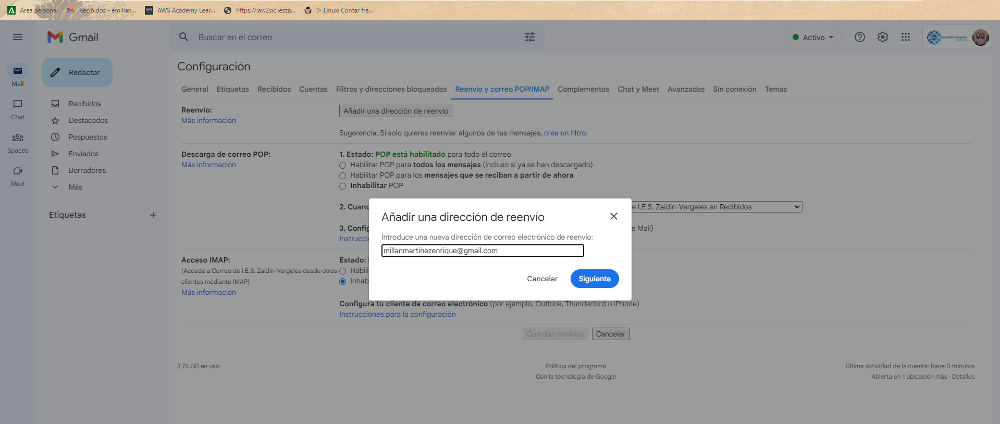 Área personal
Recibidos - emillan...
AWS Academy Lear...
https://iaw2sic.iesza...
▷ Linux: Contar fre...
Gmail
Buscar en el correo
Activo
Redactar
Mail
Chat
Spaces
Meet
Recibidos
Destacados
Pospuestos
Enviados
Borradores
Más
Etiquetas
Configuración
General Etiquetas Recibidos Cuentas Filtros y direcciones bloqueadas Reenvío y correo POP/IMAP Complementos Chat y Meet Avanzadas Sin conexión Temas
Reenvío:
Más información
Añadir una dirección de reenvío
Sugerencia: Si solo quieres reenviar algunos de tus mensajes, crea un filtro.
Descarga de correo POP:
Más información
1. Estado: POP está habilitado para todo el correo
Habilitar POP para todos los mensajes (incluso si ya se han descargado)
Habilitar POP para los mensajes que se reciban a partir de ahora
Inhabilitar POP
2. Cuand
e I.E.S. Zaidín-Vergeles en Recibidos
3. Config
e Mail)
Instrucci
Añadir una dirección de reenvío
Introduce una nueva dirección de correo electrónico de reenvío:
millanmartinezenrique@gmail.com
Cancelar
Siguiente
Acceso IMAP:
(Accede a Correo de I.E.S. Zaidín-Vergeles desde otros
clientes mediante IMAP)
Más información
Estado:
Habili
Inhab
Configura tu cliente de correo electrónico (por ejemplo, Outlook, Thunderbird o iPhone)
Instrucciones para la configuración
Guardar cambios Cancelar
3,76 GB en uso
Política del programa
Con la tecnología de Google
Última actividad de la cuenta: hace 0 minutos
Abierta en 1 ubicación más · Detalles